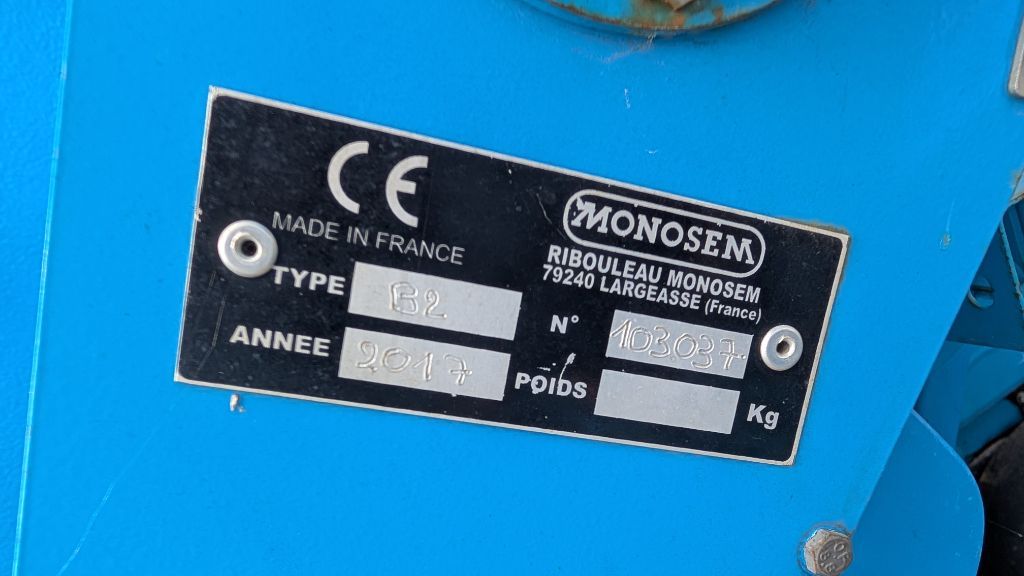 CE
MADE IN FRANCE
MONOSEM
RIBOULEAU MONOSEM
79240 LARGEASSE (France)
TYPE B2
N° 103037
ANNEE 2017
POIDS Kg